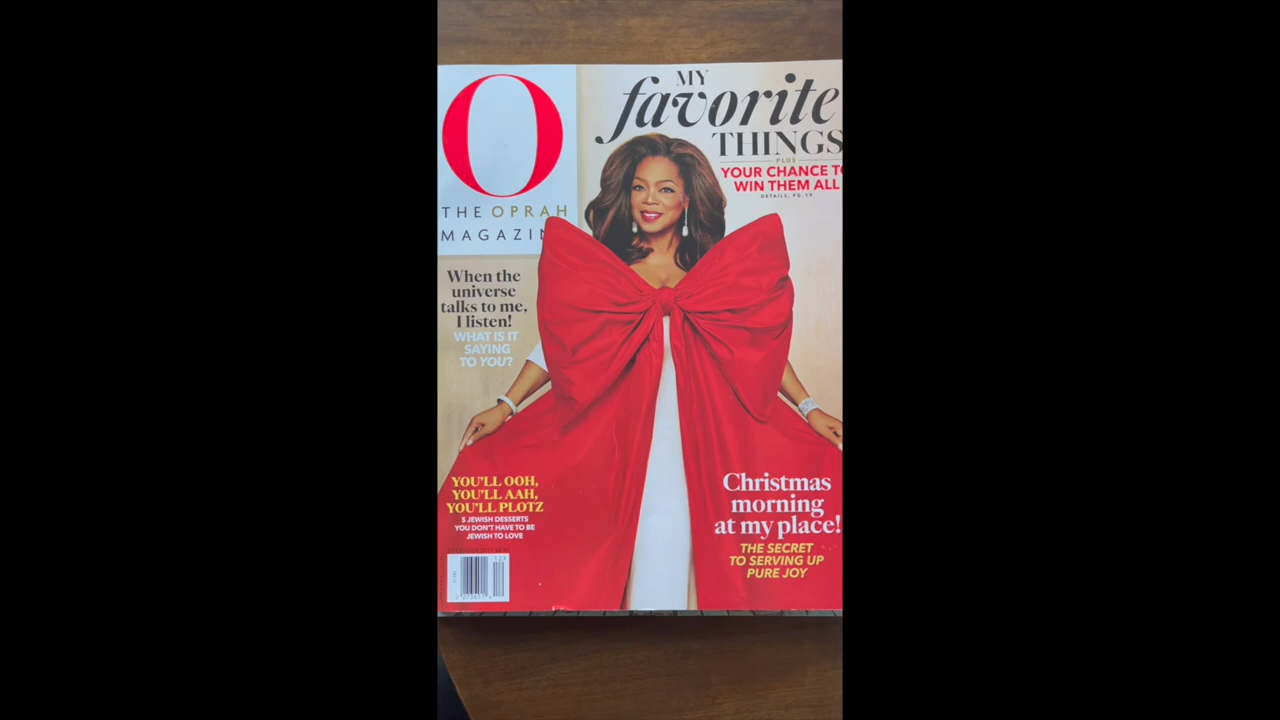 O
THE OPRAH
MAGAZIN
MY
favorite
THINGS
PLUS
YOUR CHANCE TO
WIN THEM ALL
DETAILS, PG. 19
When the
universe
talks to me,
I listen!
WHAT IS IT
SAYING
TO YOU?
YOU'LL OOH,
YOU'LL AAH,
YOU'LL PLOTZ
5 JEWISH DESSERTS
YOU DON'T HAVE TO BE
JEWISH TO LOVE
Christmas
morning
at my place!
THE SECRET
TO SERVING UP
PURE JOY